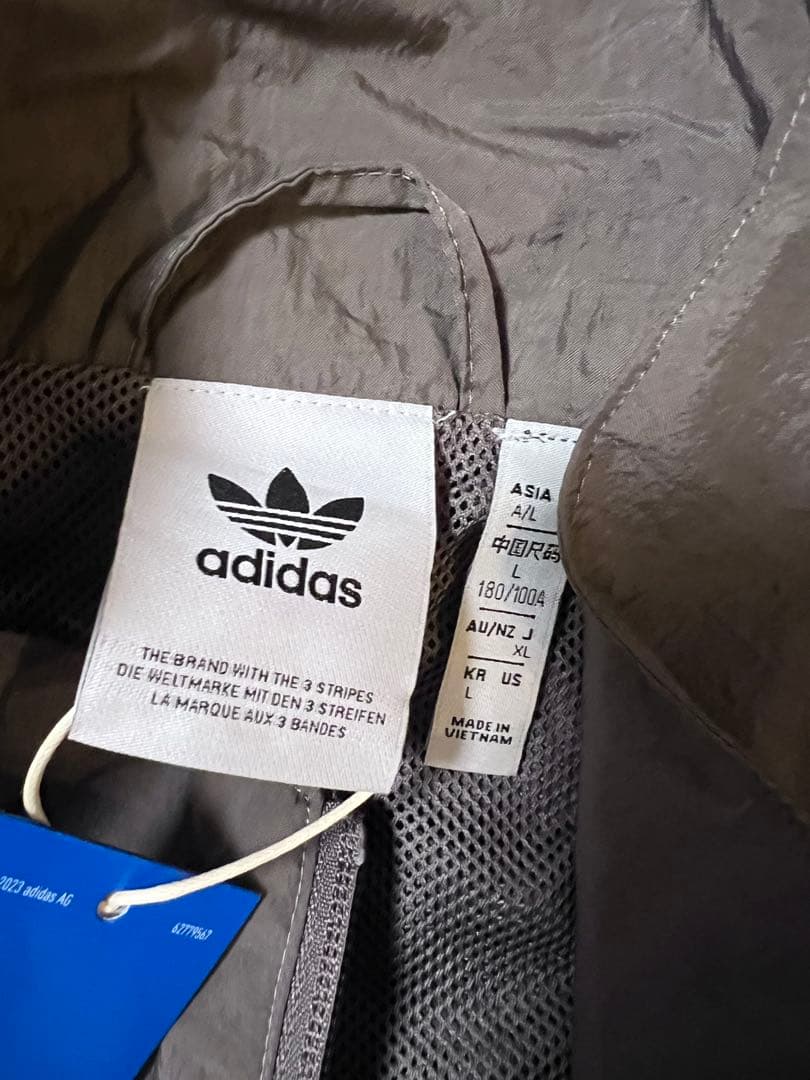 adidas
THE BRAND WITH THE 3 STRIPES
DIE WELTMARKE MIT DEN 3 STREIFEN
LA MARQUE AUX 3 BANDES
ASIA
A/L
中国尺码
L
180/100A
AU/NZ J
XL
KR US
L
MADE IN
VIETNAM
2023 adidas AG
62779567